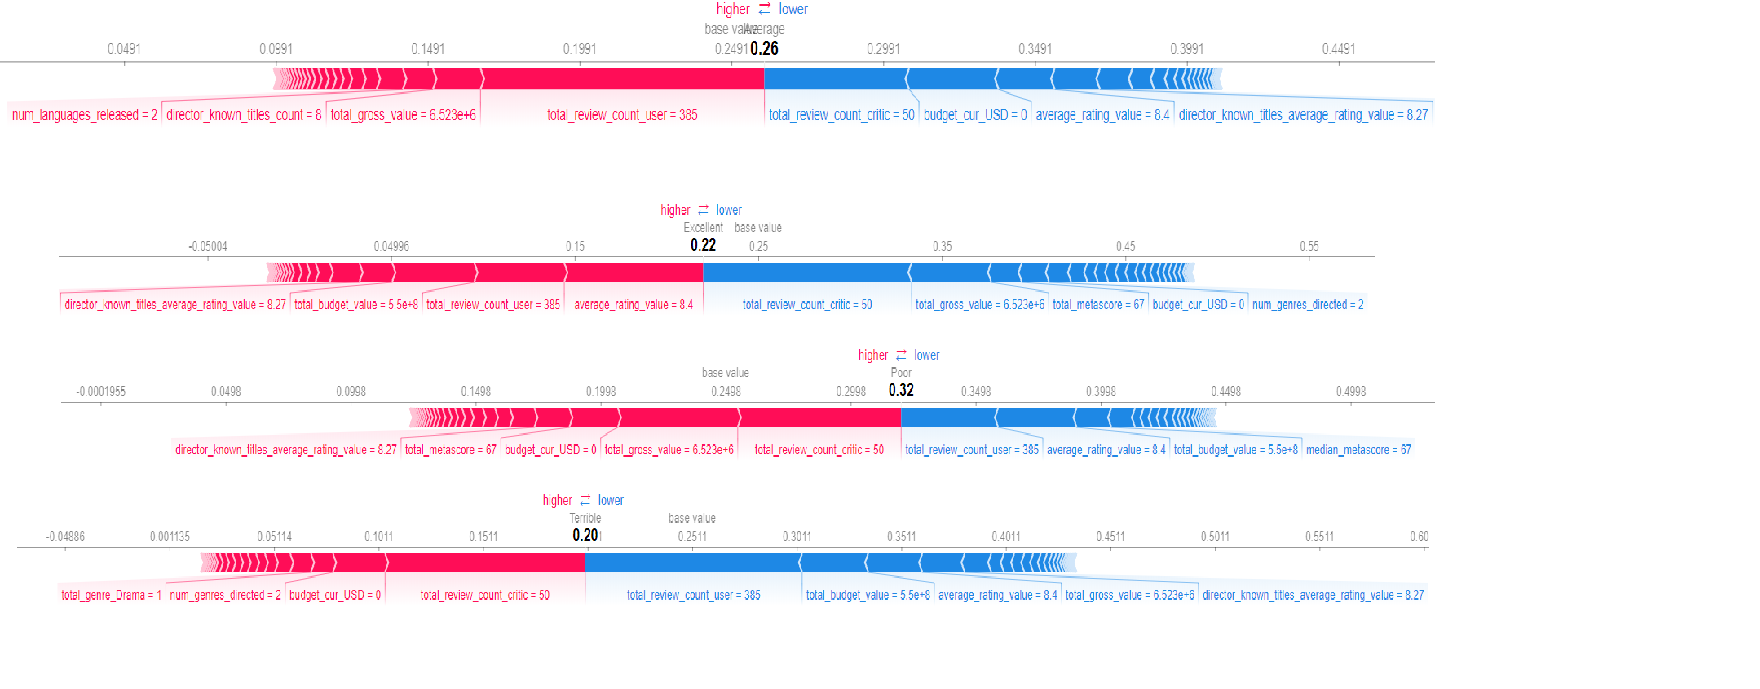 higher ⇄ lower
base value Average
0.0491 0.0991 0.1491 0.1991 0.2491 0.26 0.2991 0.3491 0.3991 0.4491
num_languages_released = 2 director_known_titles_count = 8 total_gross_value = 6.523e+6 total_review_count_user = 385 total_review_count_critic = 50 budget_cur_USD = 0 average_rating_value = 8.4 director_known_titles_average_rating_value = 8.27
higher ⇄ lower
Excellent base value
-0.05004 0.04996 0.15 0.22 0.25 0.35 0.45 0.55
director_known_titles_average_rating_value = 8.27 total_budget_value = 5.5e+8 total_review_count_user = 385 average_rating_value = 8.4 total_review_count_critic = 50 total_gross_value = 6.523e+6 total_metascore = 67 budget_cur_USD = 0 num_genres_directed = 2
higher ⇄ lower
base value Poor
-0.0001955 0.0498 0.0998 0.1498 0.1998 0.2498 0.2998 0.32 0.3498 0.3998 0.4498 0.4998
director_known_titles_average_rating_value = 8.27 total_metascore = 67 budget_cur_USD = 0 total_gross_value = 6.523e+6 total_review_count_critic = 50 total_review_count_user = 385 average_rating_value = 8.4 total_budget_value = 5.5e+8 median_metascore = 67
higher ⇄ lower
Terrible base value
-0.04886 0.001135 0.05114 0.1011 0.1511 0.20 0.2511 0.3011 0.3511 0.4011 0.4511 0.5011 0.5511 0.60
total_genre_Drama = 1 num_genres_directed = 2 budget_cur_USD = 0 total_review_count_critic = 50 total_review_count_user = 385 total_budget_value = 5.5e+8 average_rating_value = 8.4 total_gross_value = 6.523e+6 director_known_titles_average_rating_value = 8.27